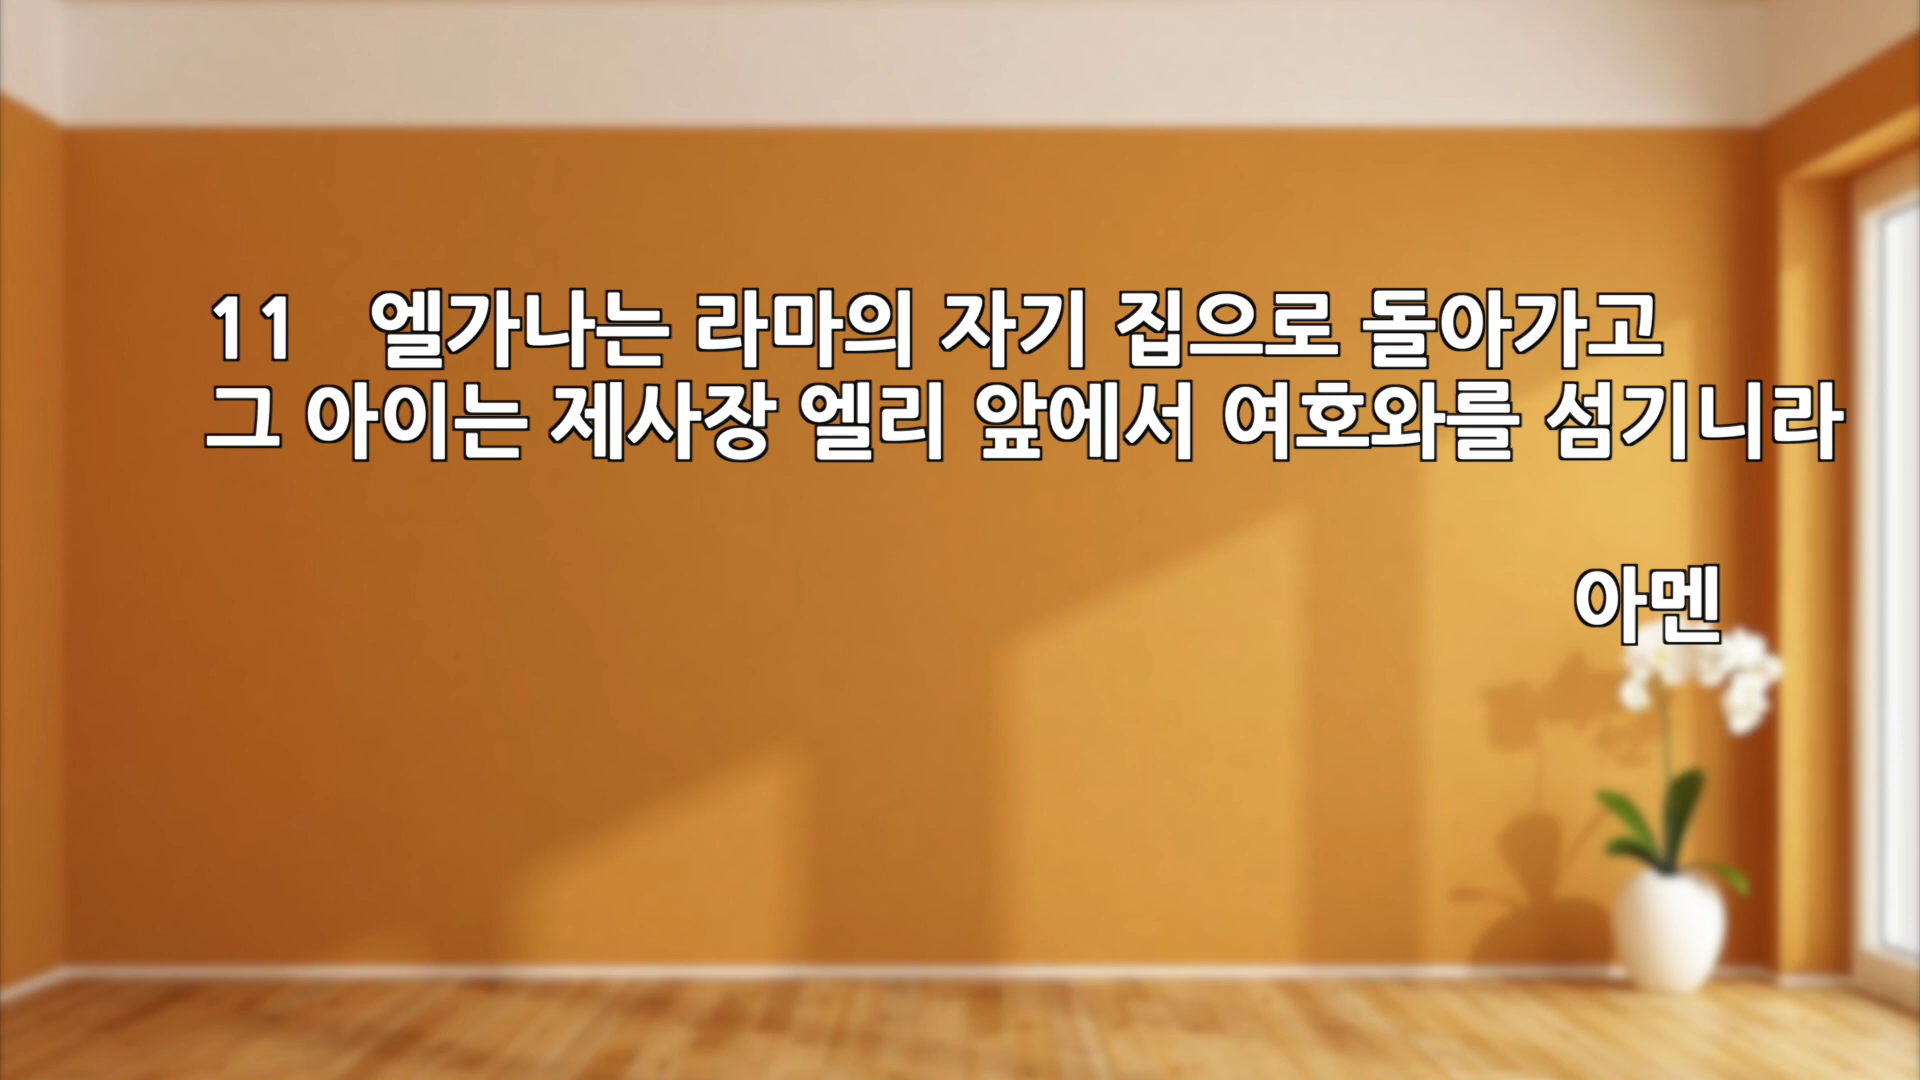 11 엘가나는 라마의 자기 집으로 돌아가고
그 아이는 제사장 엘리 앞에서 여호와를 섬기니라
아멘